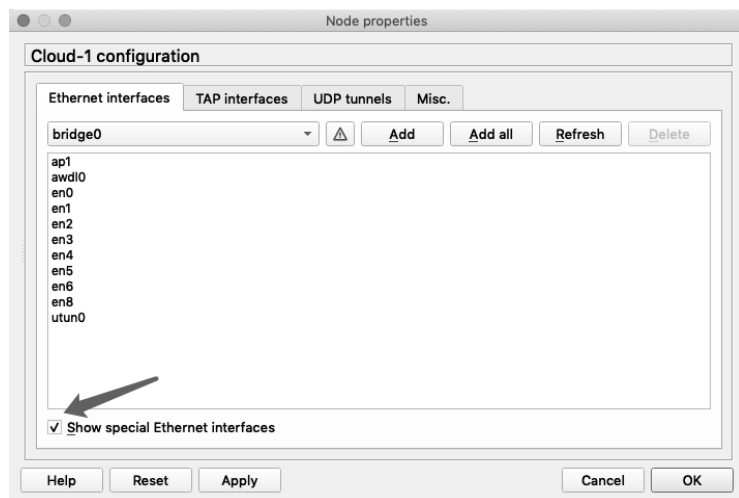 Node properties
Cloud-1 configuration
Ethernet interfaces TAP interfaces UDP tunnels Misc.
bridge0 Add Add all Refresh Delete
ap1
awdl0
en0
en1
en2
en3
en4
en5
en6
en8
utun0
Show special Ethernet interfaces
Help Reset Apply Cancel OK